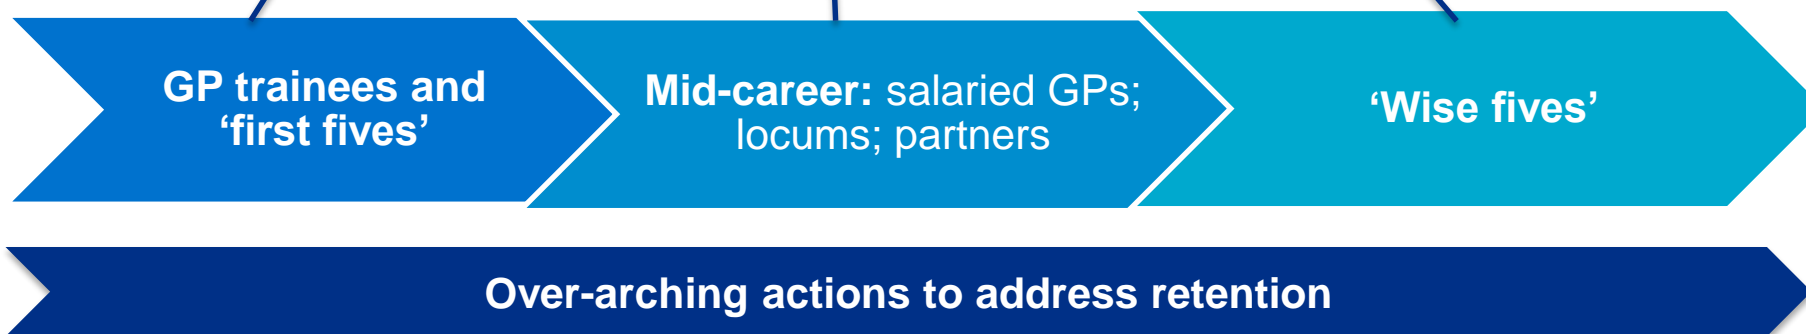 GP trainees and
‘first fives’
Mid-career: salaried GPs;
locums; partners
‘Wise fives’
Over-arching actions to address retention